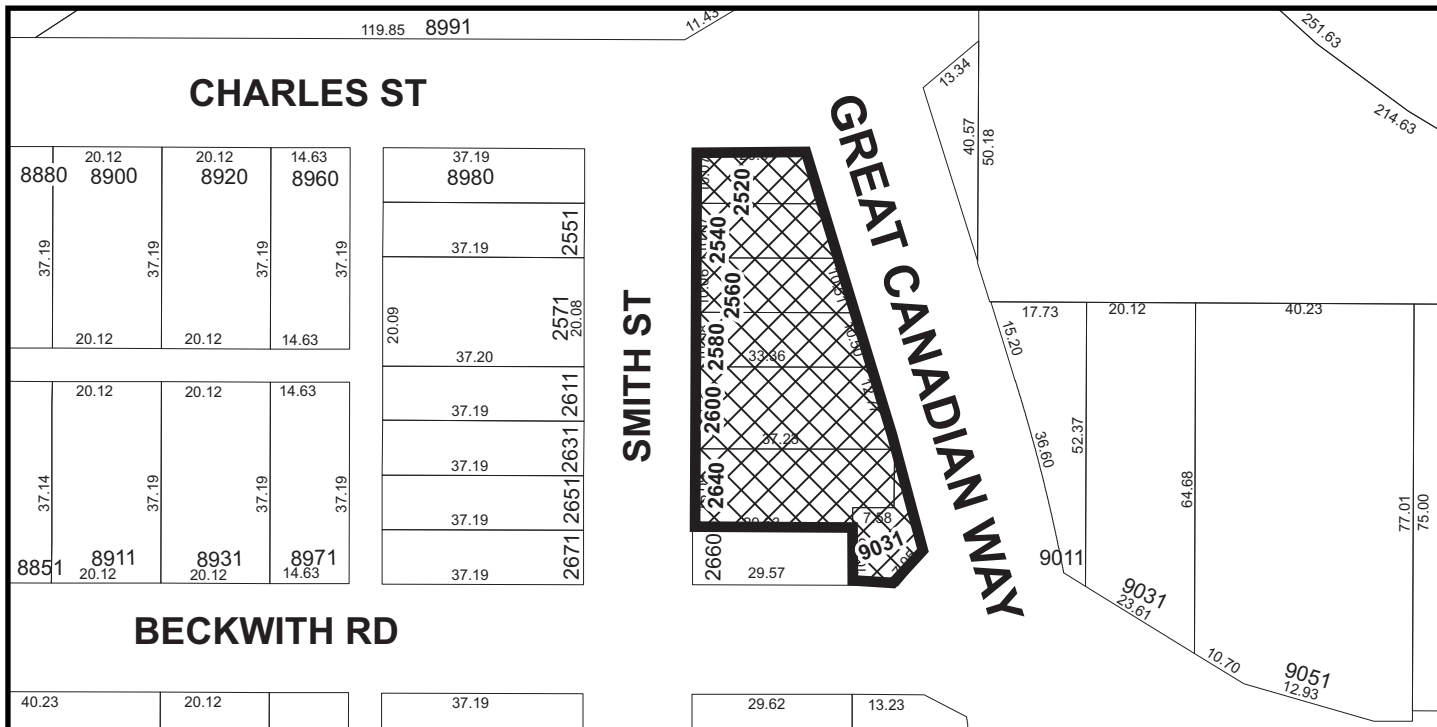 119.85 8991 11.43
251.63
214.63
CHARLES ST
13.34
40.57
50.18
GREAT CANADIAN WAY
20.12 20.12 14.63 37.19
8880 8900 8920 8960 8980
2520
2540
2551
37.19
37.19 37.19 37.19 37.19
2560
2571
20.08
20.09
10.50
2580
33.36
37.20
20.12 20.12 14.63
SMITH ST
17.73 20.12 40.23
15.20
20.12 20.12 14.63
2611
37.19
2600
37.23
2631
37.19
36.60
52.37
2640
2651
37.19
37.14 37.19 37.19 37.19
64.68
77.01
75.00
7.58
9031
8851 8911 8931 8971
20.12 20.12 14.63
2671
37.19
2660
29.57
9011
9031
23.61
BECKWITH RD
10.70
9051
12.93
40.23 20.12 37.19 29.62 13.23